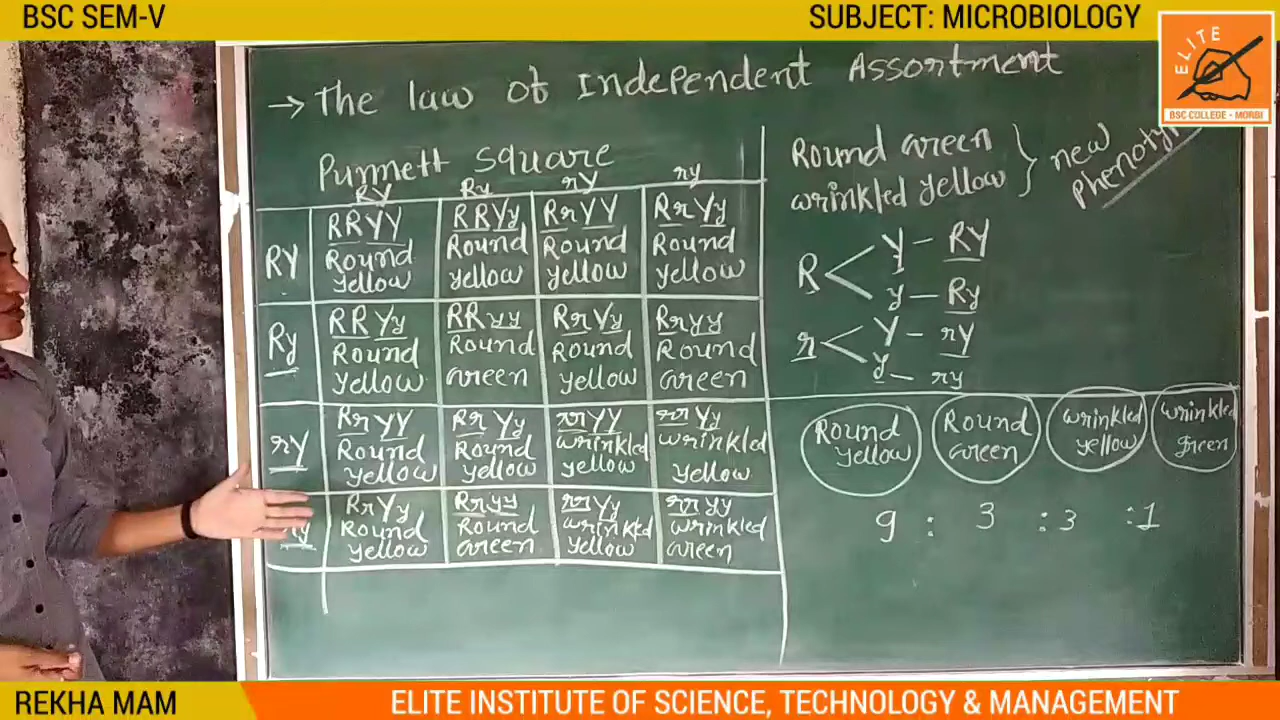 BSC SEM-V
SUBJECT: MICROBIOLOGY
ELITE
BSC COLLEGE - MORBI
→ The law of Independent Assortment
Punnett Square
RY Ry rY ry
RY
RRYY Round yellow
RRYy Round yellow
RrYY Round yellow
RrYy Round yellow
Ry
RRYy Round yellow
RRyy Round Green
RrYy Round yellow
Rryy Round Green
rY
RrYY Round yellow
RrYy Round yellow
rrYY wrinkled yellow
rrYy wrinkled yellow
RrYy Round yellow
Rryy Round Green
rrYy wrinkled yellow
rryy wrinkled Green
Round Green
wrinkled yellow
new
phenotyp
R < Y - RY
y - Ry
r < Y - rY
y - ry
Round yellow
Round Green
wrinkled yellow
wrinkled green
9 : 3 : 3 : 1
REKHA MAM
ELITE INSTITUTE OF SCIENCE, TECHNOLOGY & MANAGEMENT